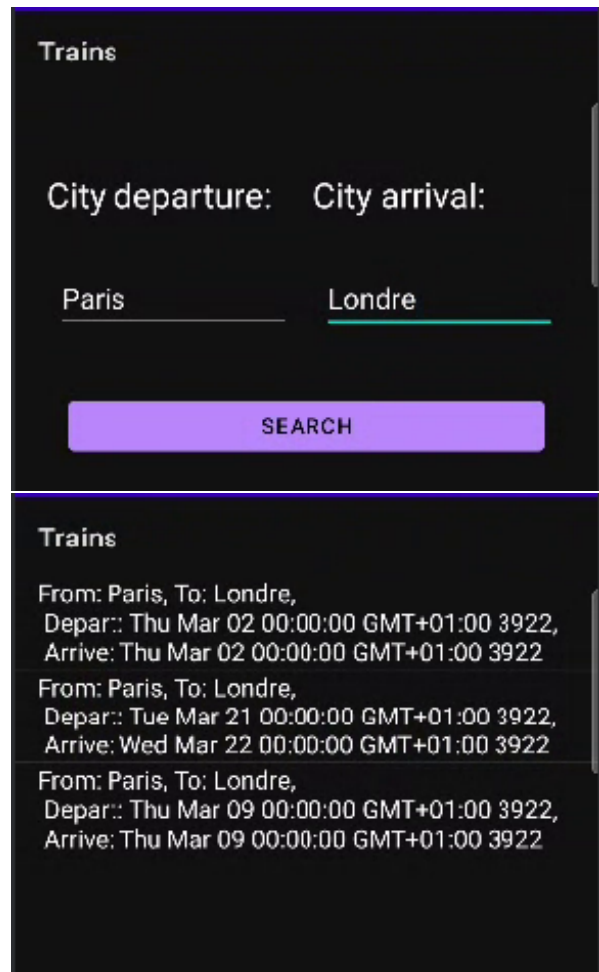 Trains
City departure: City arrival:
Paris Londre
SEARCH
Trains
From: Paris, To: Londre,
Depar:: Thu Mar 02 00:00:00 GMT+01:00 3922,
Arrive: Thu Mar 02 00:00:00 GMT+01:00 3922
From: Paris, To: Londre,
Depar:: Tue Mar 21 00:00:00 GMT+01:00 3922,
Arrive: Wed Mar 22 00:00:00 GMT+01:00 3922
From: Paris, To: Londre,
Depar:: Thu Mar 09 00:00:00 GMT+01:00 3922,
Arrive: Thu Mar 09 00:00:00 GMT+01:00 3922